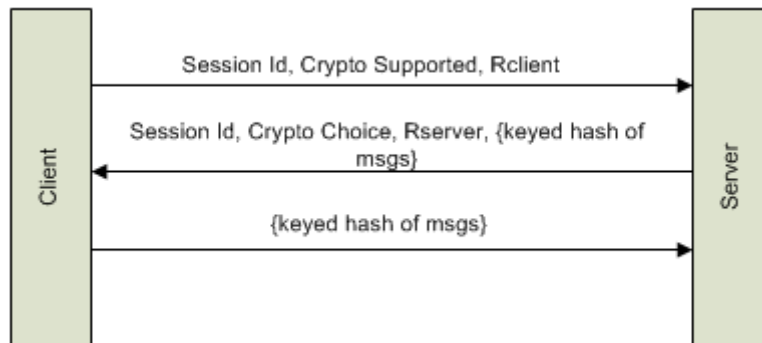 Session Id, Crypto Supported, Rclient
Session Id, Crypto Choice, Rserver, {keyed hash of
msgs}
{keyed hash of msgs}
Client
Server